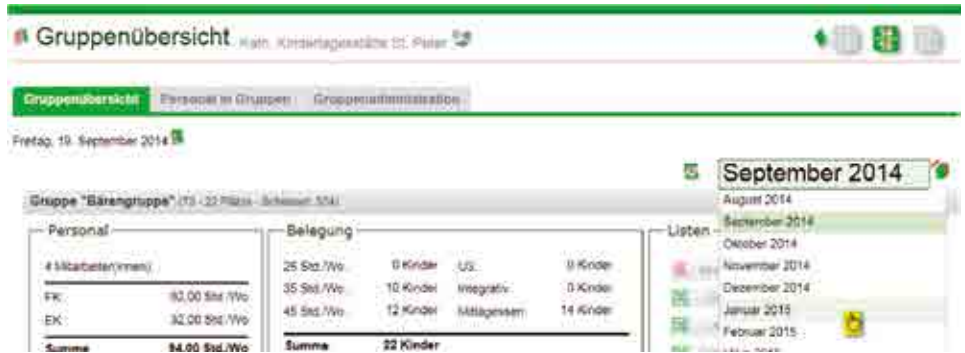 Gruppenübersicht Kath. Kindertagesstätte St. Peter
Gruppenübersicht Personal in Gruppen Gruppenadministration
Freitag, 19. September 2014
September 2014
August 2014
September 2014
Oktober 2014
November 2014
Dezember 2014
Januar 2015
Februar 2015
2015
Gruppe "Bärengruppe"
Personal
4 Mitarbeiter(innen)
FK: Std./Wo
EK: 32,00 Std./Wo
Summe 94,00 Std./Wo
Belegung
25 Std./Wo. 0 Kinder U3: 0 Kinder
35 Std./Wo. 10 Kinder Integrativ: 0 Kinder
45 Std./Wo. 12 Kinder Mittagessen: 14 Kinder
Summe 22 Kinder
Listen